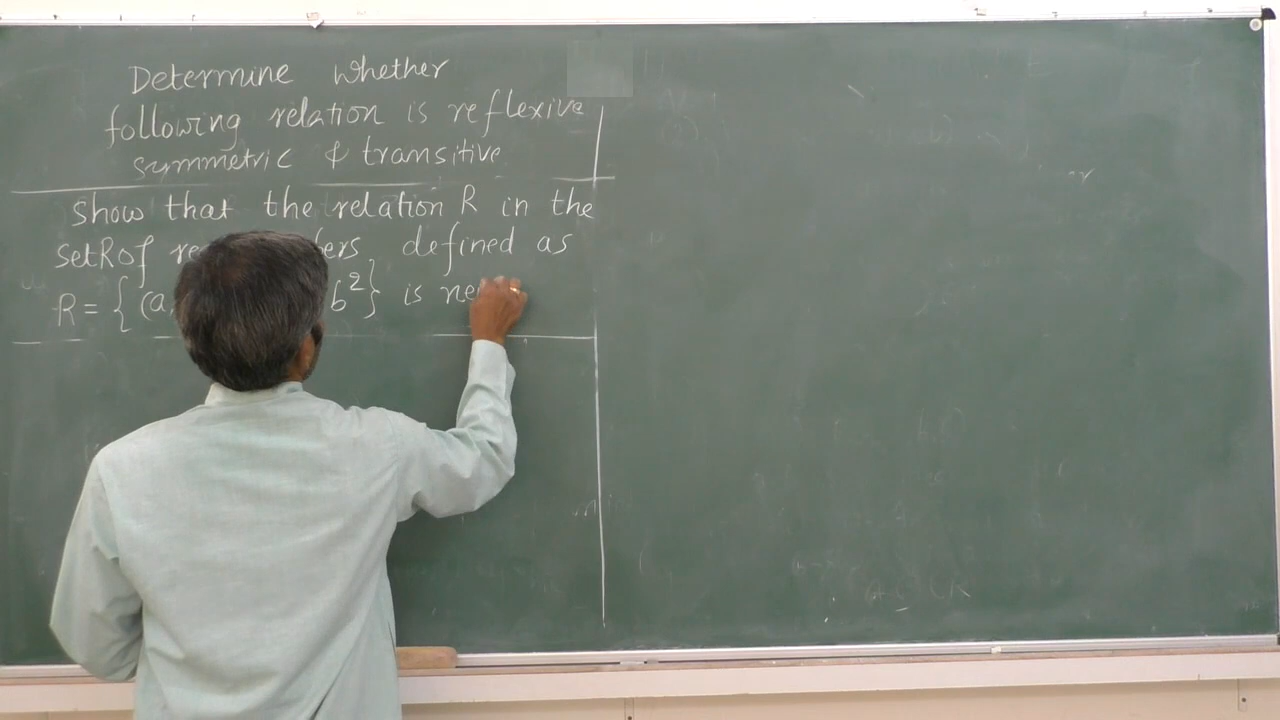 Determine whether
following relation is reflexive
symmetric & transitive
Show that the relation R in the
set R of defined as
R = { (a, b²} is